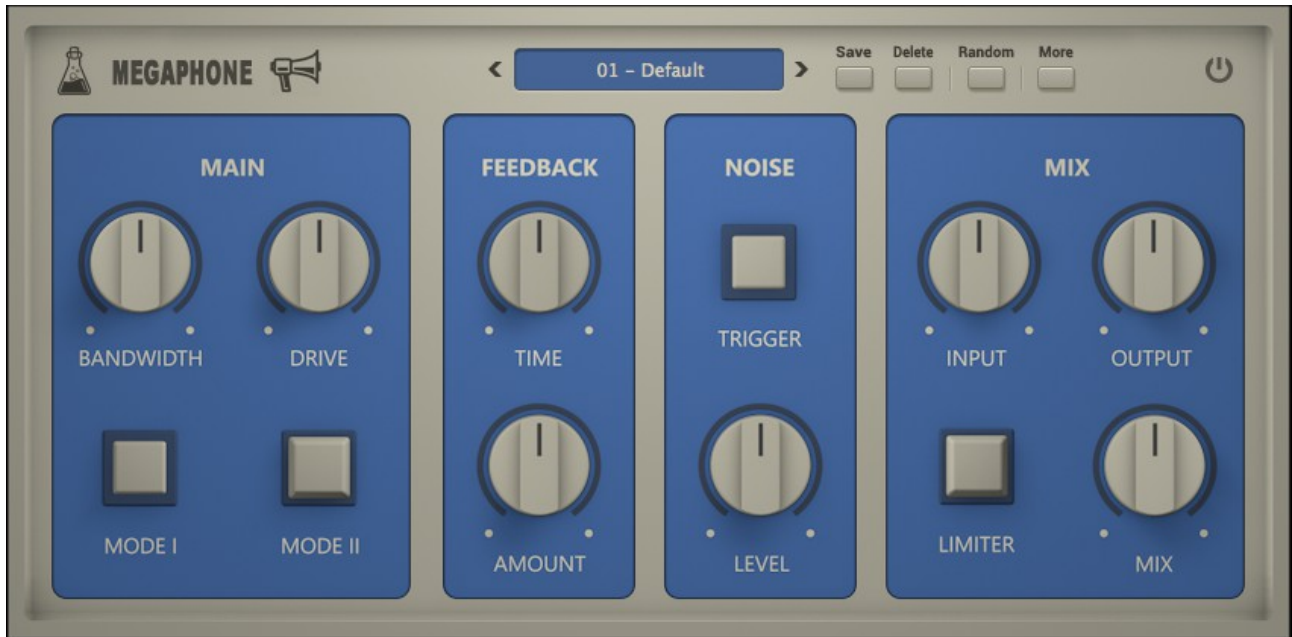 MEGAPHONE
01 – Default
Save Delete Random More
MAIN
BANDWIDTH DRIVE
MODE I MODE II
FEEDBACK
TIME
AMOUNT
NOISE
TRIGGER
LEVEL
MIX
INPUT OUTPUT
LIMITER MIX